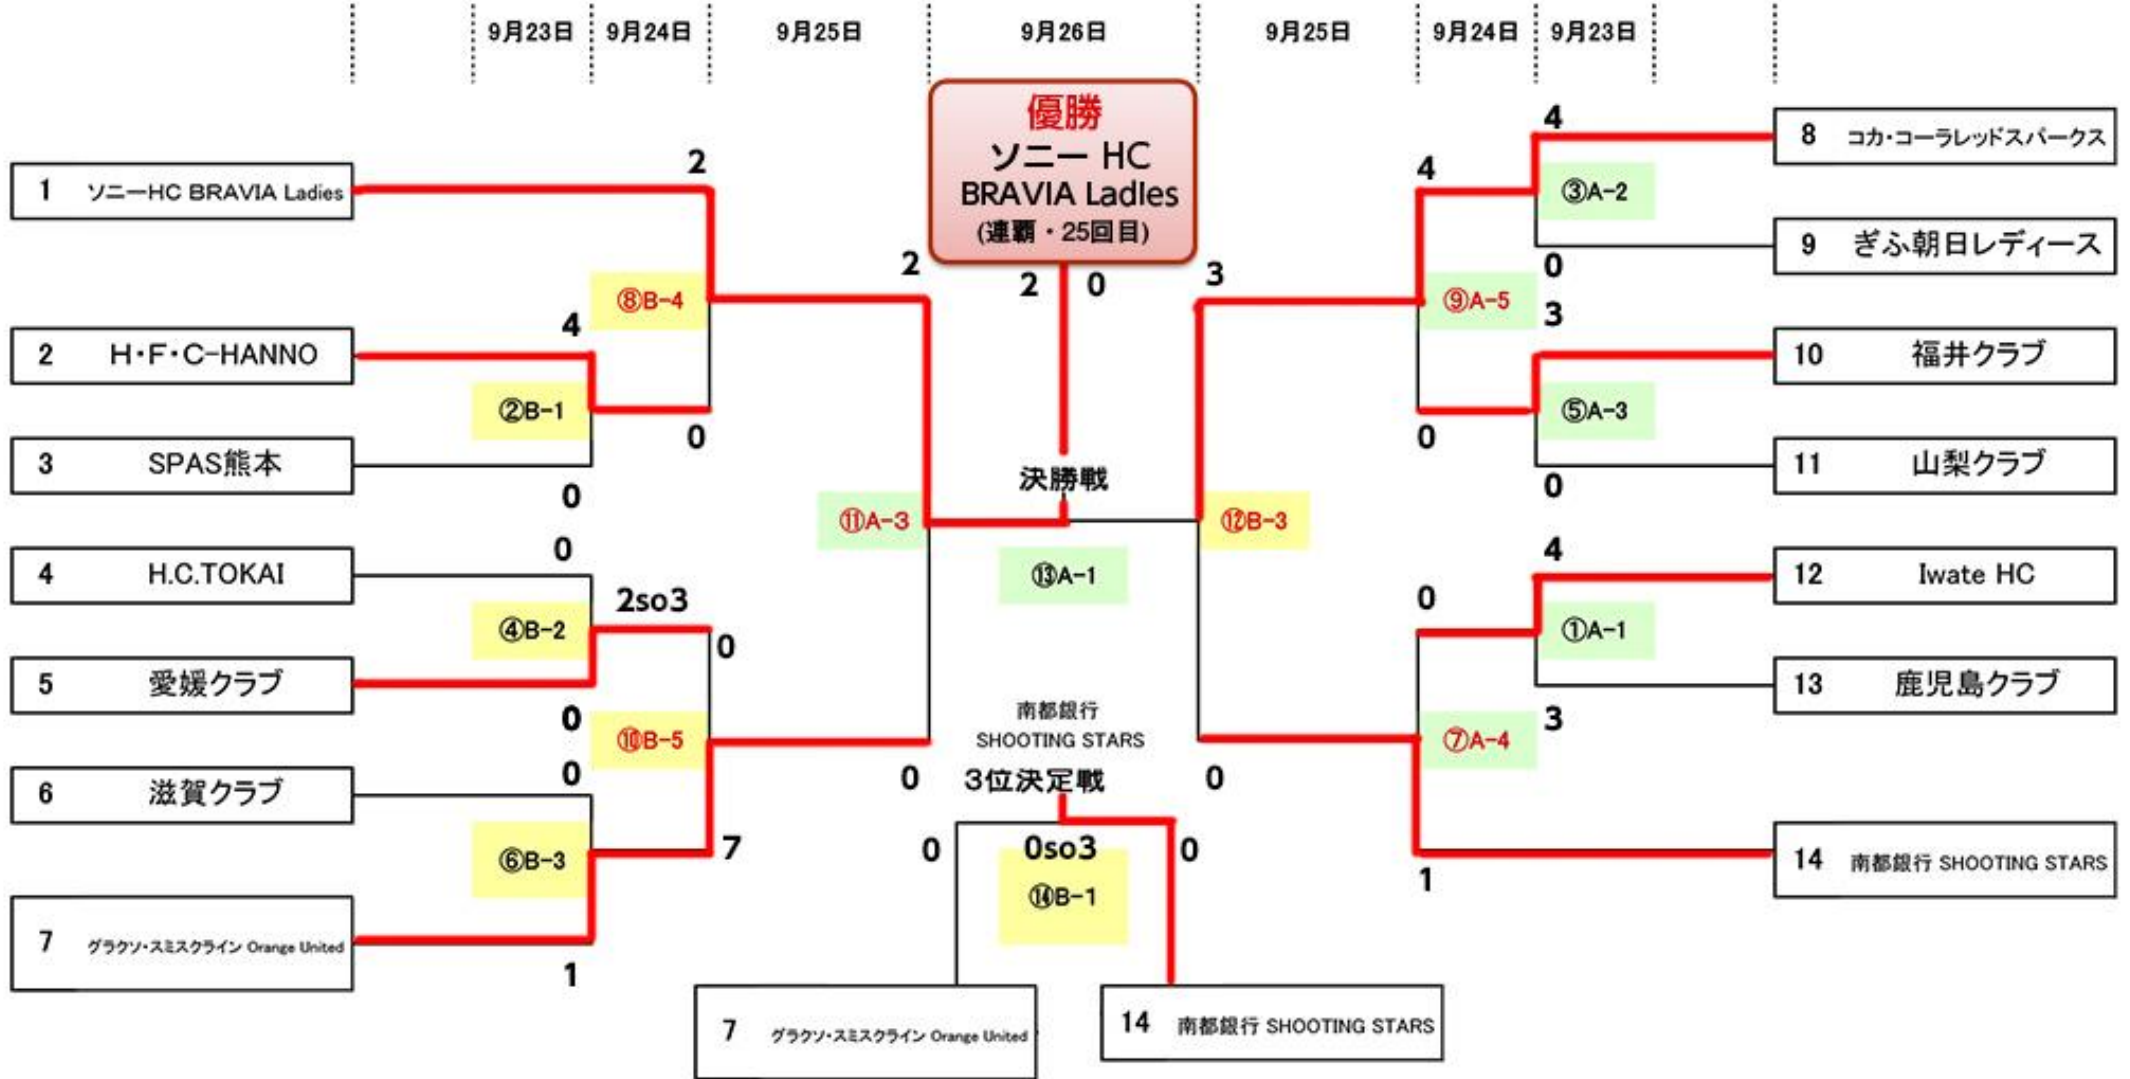 9月23日
9月24日
9月25日
9月26日
9月25日
9月24日
9月23日
優勝
ソニー HC
BRAVIA Ladies
(連覇・25回目)
2
0
1 ソニーHC BRAVIA Ladies
2
⑧B-4
2 H・F・C-HANNO
4
②B-1
3 SPAS熊本
0
0
2
4 H.C.TOKAI
0
④B-2
5 愛媛クラブ
0
2so3
0
⑩B-5
6 滋賀クラブ
0
⑥B-3
7 グラクソ・スミスクライン Orange United
1
7
0
⑪A-3
決勝戦
⑬A-1
⑫B-3
南都銀行
SHOOTING STARS
3位決定戦
0
0so3
0
⑭B-1
7 グラクソ・スミスクライン Orange United
14 南都銀行 SHOOTING STARS
3
4
⑨A-5
0
4
8 コカ・コーラレッドスパークス
③A-2
9 ぎふ朝日レディース
0
3
10 福井クラブ
⑤A-3
11 山梨クラブ
0
4
12 Iwate HC
0
①A-1
13 鹿児島クラブ
3
⑦A-4
0
1
14 南都銀行 SHOOTING STARS